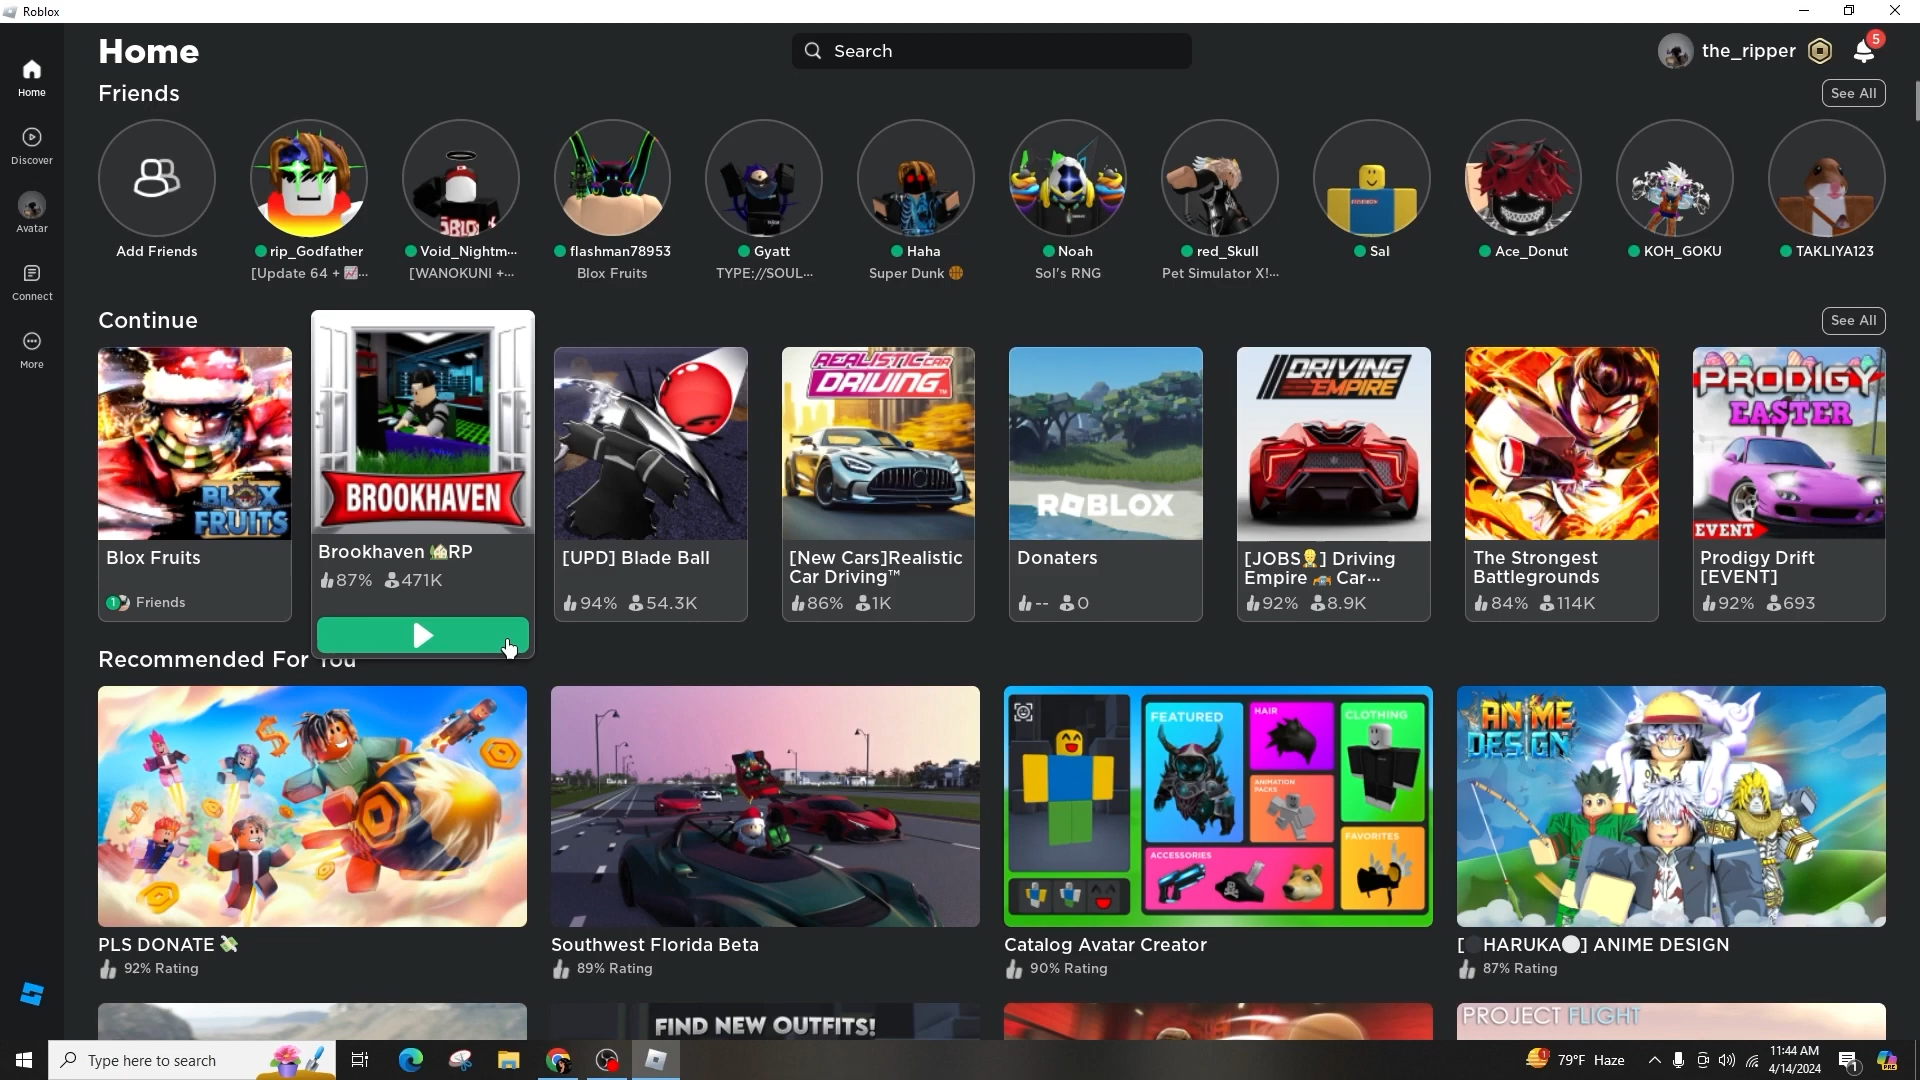 Roblox
Home
Search
the_ripper
5
Friends
See All
Home
Discover
Avatar
Connect
More
Add Friends
rip_Godfather
[Update 64 + 📈...
Void_Nightm...
[WANOKUNI +...
flashman78953
Blox Fruits
Gyatt
TYPE://SOUL...
Haha
Super Dunk 🏀
Noah
Sol's RNG
red_Skull
Pet Simulator X!...
Sal
Ace_Donut
KOH_GOKU
TAKLIYA123
Continue
See All
BLOX
FRUITS
Blox Fruits
1
Friends
BROOKHAVEN
Brookhaven 🏡RP
87% 471K
[UPD] Blade Ball
94% 54.3K
REALISTIC CAR
DRIVING™
[New Cars]Realistic
Car Driving™
86% 1K
ROBLOX
Donaters
-- 0
DRIVING
EMPIRE
[JOBS👷] Driving
Empire 🚗 Car...
92% 8.9K
The Strongest
Battlegrounds
84% 114K
PRODIGY
EASTER
EVENT
Prodigy Drift
[EVENT]
92% 693
Recommended For You
PLS DONATE 💸
92% Rating
Southwest Florida Beta
89% Rating
FEATURED
HAIR
CLOTHING
ANIMATION
PACKS
FAVORITES
ACCESSORIES
Catalog Avatar Creator
90% Rating
ANIME
DESIGN
[⚫HARUKA⚪] ANIME DESIGN
87% Rating
FIND NEW OUTFITS!
PROJECT FLIGHT
Type here to search
1
79°F Haze
11:44 AM
4/14/2024
1
PRE